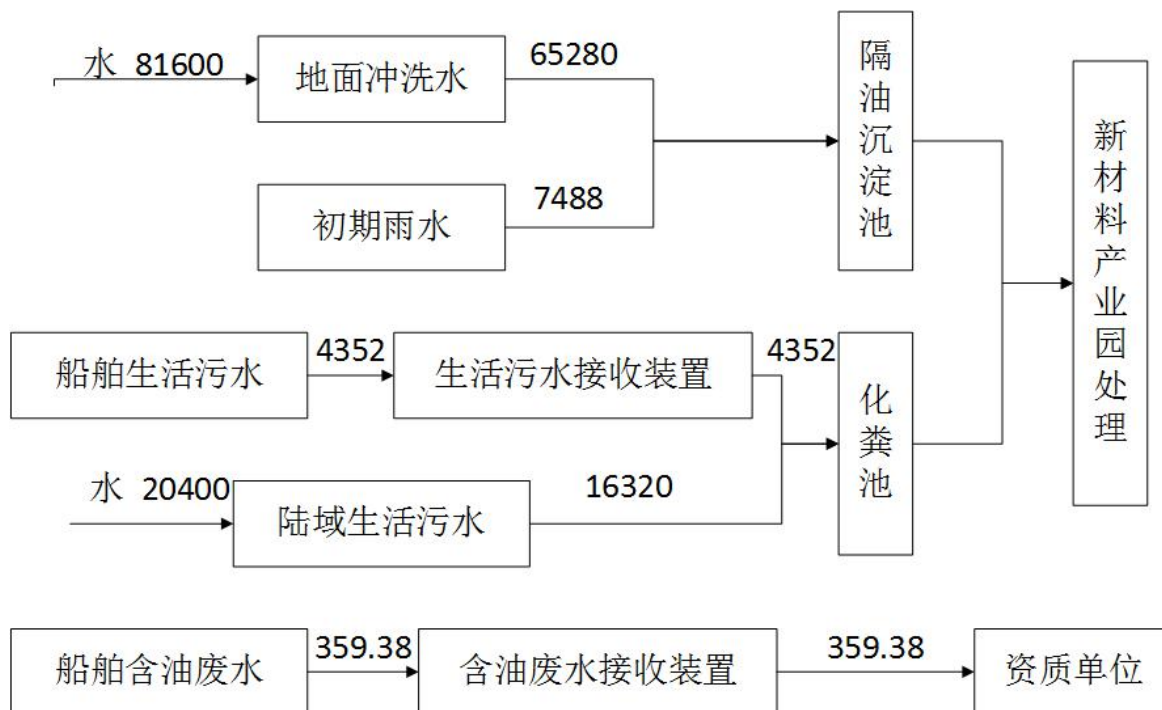 水 81600
地面冲洗水
65280
初期雨水
7488
隔油沉淀池
新材料产业园处理
船舶生活污水
4352
生活污水接收装置
4352
化粪池
水 20400
陆域生活污水
16320
船舶含油废水
359.38
含油废水接收装置
359.38
资质单位